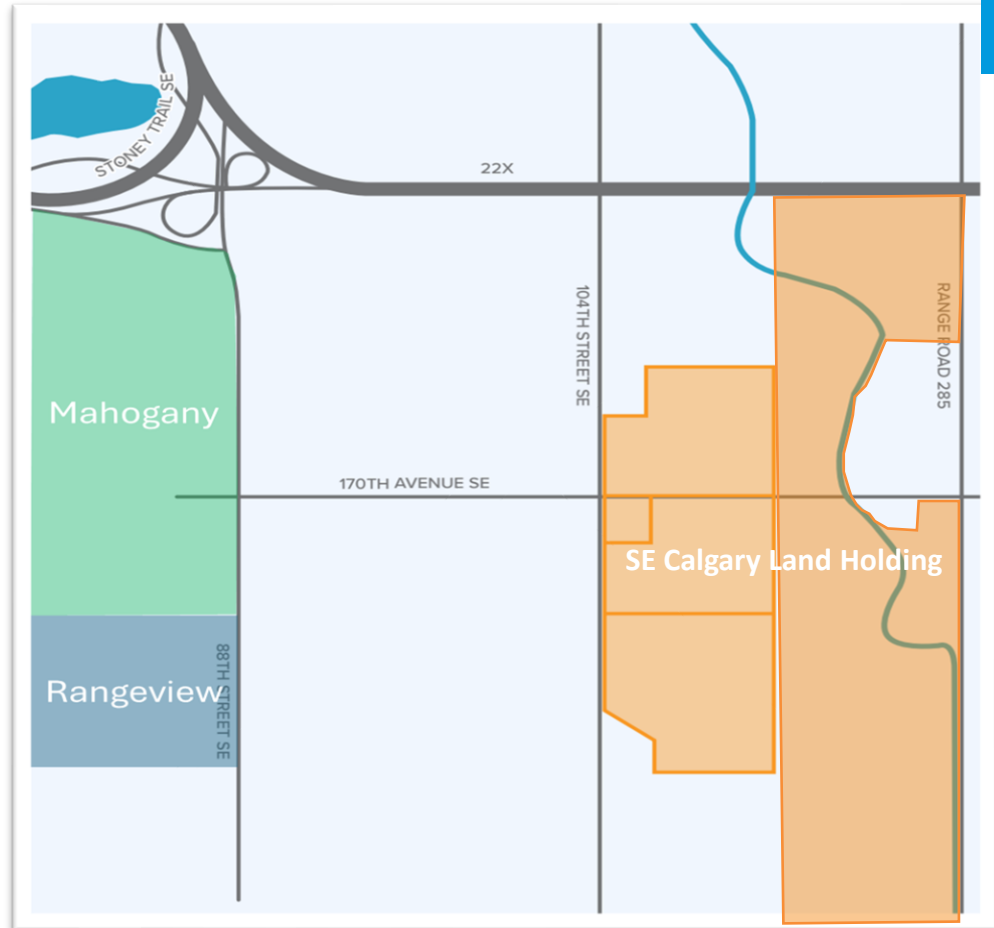 STONEY TRAIL SE
22X
104TH STREET SE
RANGE ROAD 285
Mahogany
170TH AVENUE SE
SE Calgary Land Holding
88TH STREET SE
Rangeview